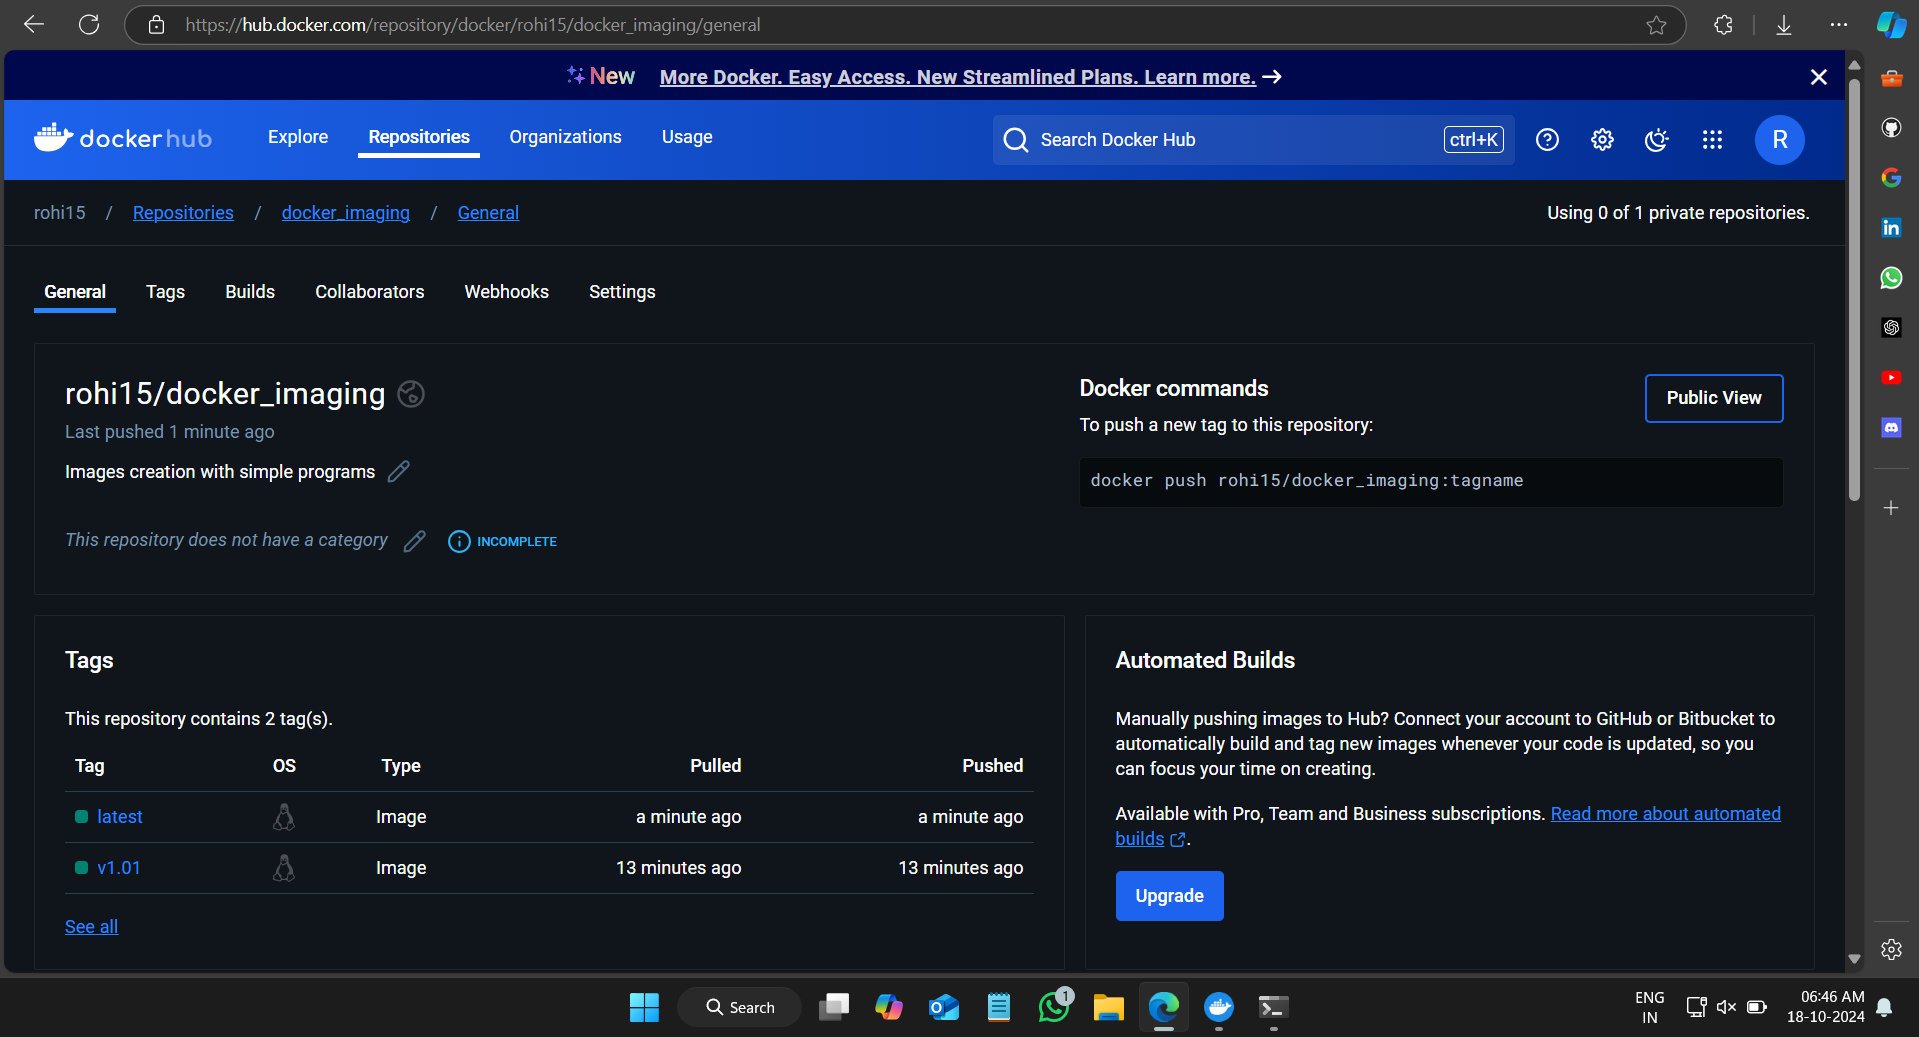 https://hub.docker.com/repository/docker/rohi15/docker_imaging/general
New More Docker. Easy Access. New Streamlined Plans. Learn more. →
dockerhub Explore Repositories Organizations Usage Search Docker Hub ctrl+K R
rohi15 / Repositories / docker_imaging / General Using 0 of 1 private repositories.
General Tags Builds Collaborators Webhooks Settings
rohi15/docker_imaging
Last pushed 1 minute ago
Images creation with simple programs
This repository does not have a category INCOMPLETE
Docker commands
Public View
To push a new tag to this repository:
docker push rohi15/docker_imaging:tagname
Tags
This repository contains 2 tag(s).
Tag OS Type Pulled Pushed
latest Image a minute ago a minute ago
v1.01 Image 13 minutes ago 13 minutes ago
See all
Automated Builds
Manually pushing images to Hub? Connect your account to GitHub or Bitbucket to
automatically build and tag new images whenever your code is updated, so you
can focus your time on creating.
Available with Pro, Team and Business subscriptions. Read more about automated
builds.
Upgrade
Search
1
ENG
IN
06:46 AM
18-10-2024